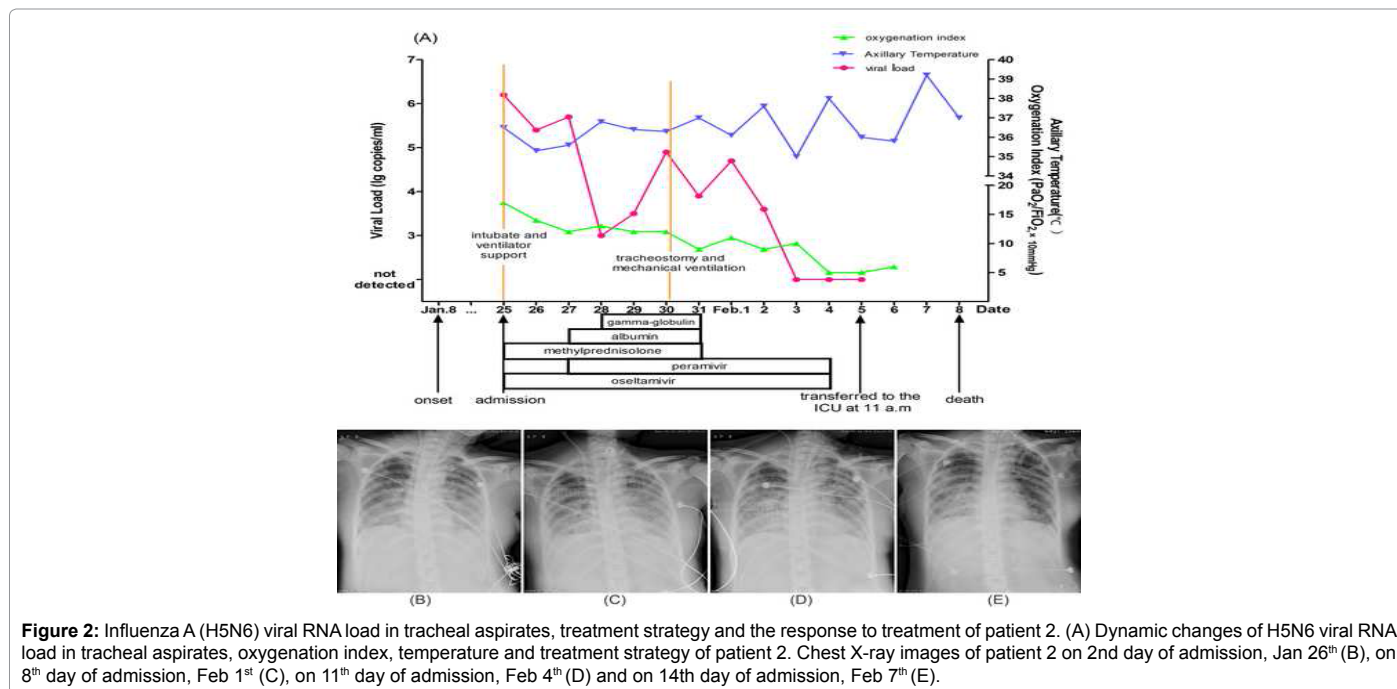 (A)
oxygenation index
Axillary Temperature
viral load
7
6
5
4
3
not
detected
Viral Load (lg copies/ml)
40
39
38
37
36
35
34
20
15
10
5
Axillary Temperature(℃)
Oxygenation Index (PaO₂/FiO₂, × 10mmHg)
intubate and
ventilator
support
tracheostomy and
mechanical ventilation
Jan.8 ... 25 26 27 28 29 30 31 Feb.1 2 3 4 5 6 7 8 Date
gamma-globulin
albumin
methylprednisolone
peramivir
oseltamivir
onset
admission
transferred to the
ICU at 11 a.m
death
(B) (C) (D) (E)
Figure 2: Influenza A (H5N6) viral RNA load in tracheal aspirates, treatment strategy and the response to treatment of patient 2. (A) Dynamic changes of H5N6 viral RNA
load in tracheal aspirates, oxygenation index, temperature and treatment strategy of patient 2. Chest X-ray images of patient 2 on 2nd day of admission, Jan 26th (B), on
8th day of admission, Feb 1st (C), on 11th day of admission, Feb 4th (D) and on 14th day of admission, Feb 7th (E).